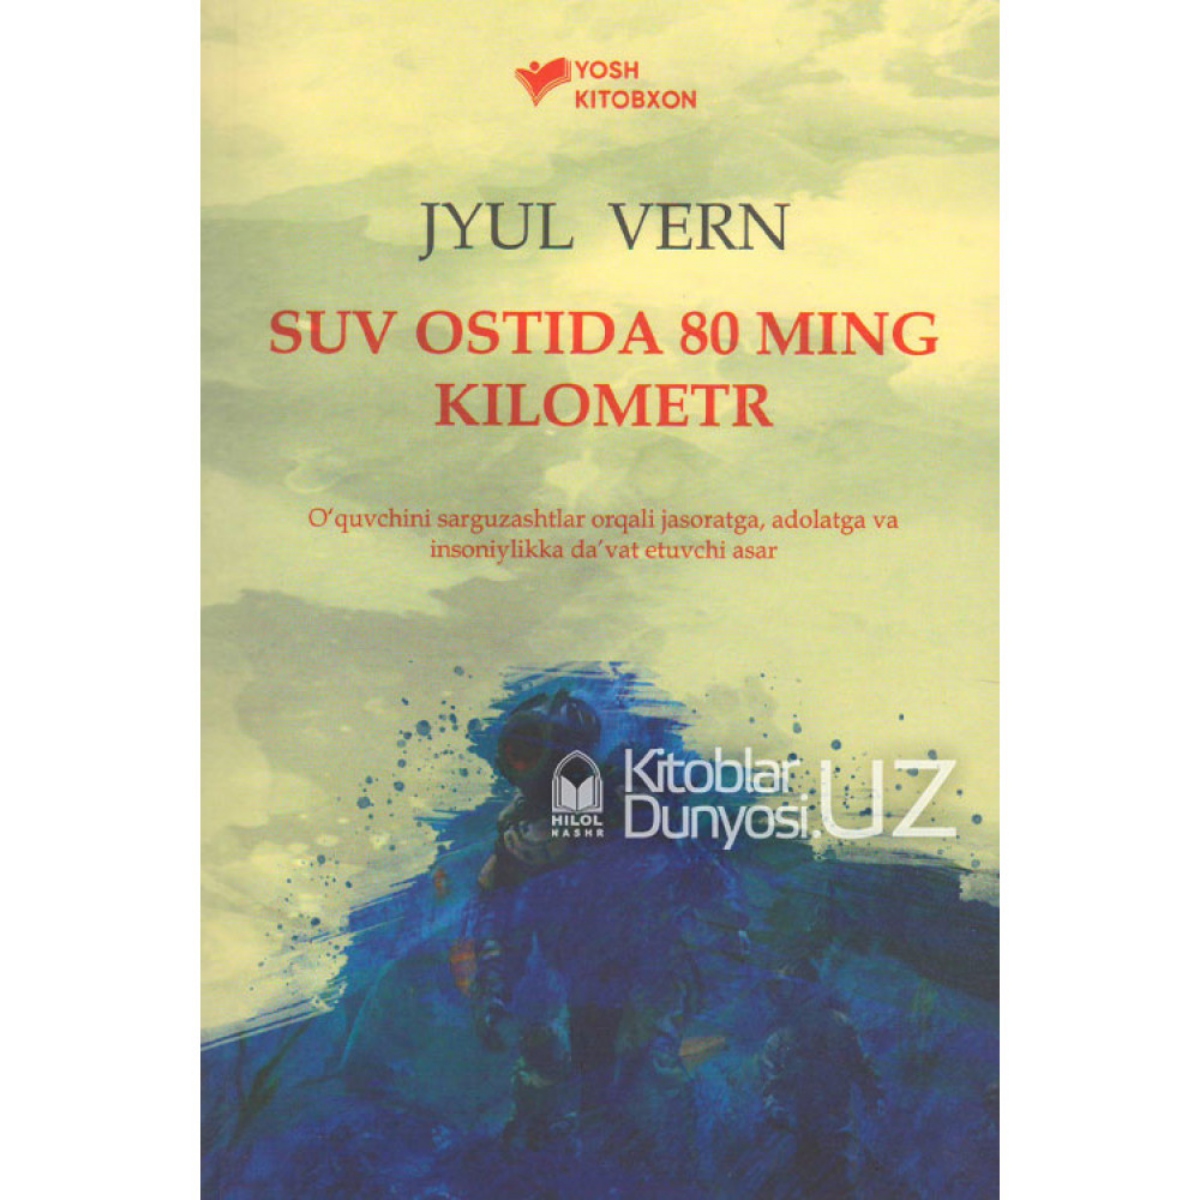 YOSH
KITOBXON
JYUL VERN
SUV OSTIDA 80 MING
KILOMETR
O‘quvchini sarguzashtlar orqali jasoratga, adolatga va
insoniylikka da’vat etuvchi asar
HILOL
NASHR
Kitoblar
Dunyosi.UZ